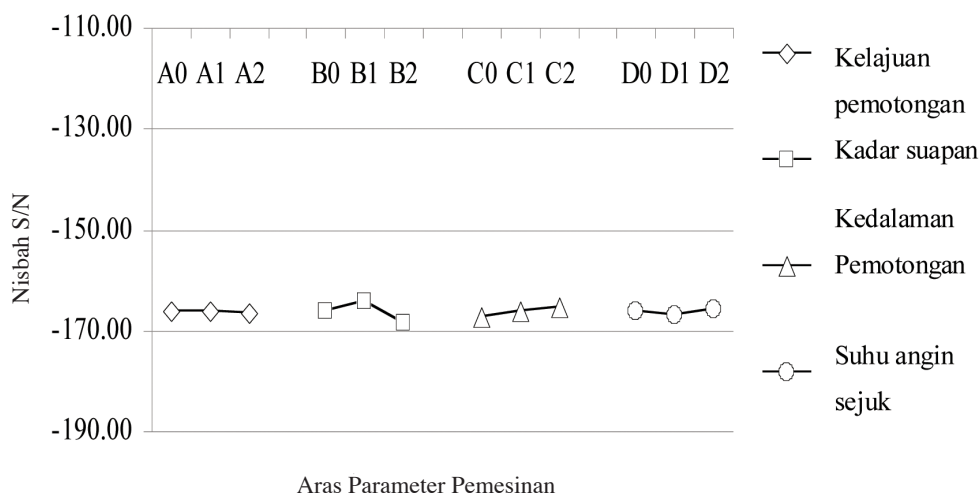 -110.00
A0 A1 A2 B0 B1 B2 C0 C1 C2 D0 D1 D2
-130.00
-150.00
-170.00
-190.00
Nisbah S/N
Aras Parameter Pemesinan
Kelajuan
pemotongan
Kadar suapan
Kedalaman
Pemotongan
Suhu angin
sejuk